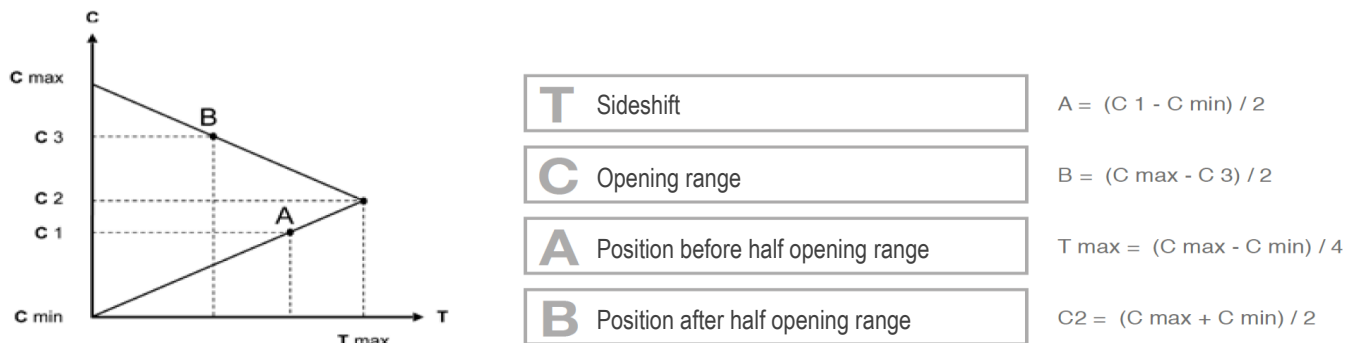 C
C max
B
C 3
C 2
A
C 1
C min
T
T max
T Sideshift
C Opening range
A Position before half opening range
B Position after half opening range
A = (C 1 - C min) / 2
B = (C max - C 3) / 2
T max = (C max - C min) / 4
C2 = (C max + C min) / 2